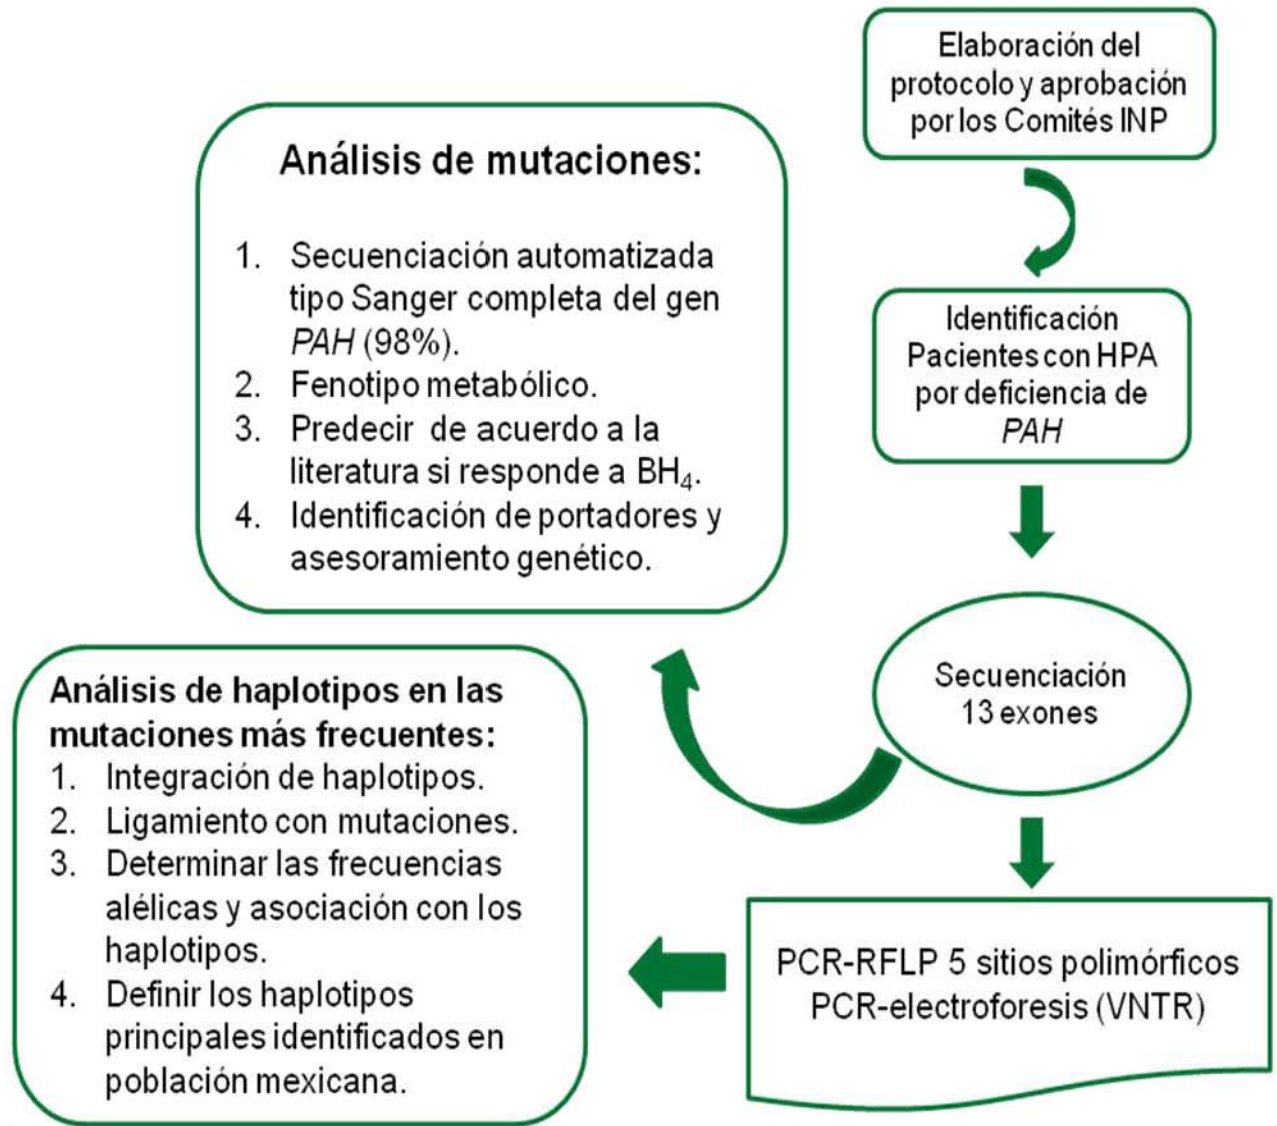 Elaboración del
protocolo y aprobación
por los Comités INP
Identificación
Pacientes con HPA
por deficiencia de
PAH
Secuenciación
13 exones
Análisis de mutaciones:
1. Secuenciación automatizada
tipo Sanger completa del gen
PAH (98%).
2. Fenotipo metabólico.
3. Predecir de acuerdo a la
literatura si responde a BH₄.
4. Identificación de portadores y
asesoramiento genético.
PCR-RFLP 5 sitios polimórficos
PCR-electroforesis (VNTR)
Análisis de haplotipos en las
mutaciones más frecuentes:
1. Integración de haplotipos.
2. Ligamiento con mutaciones.
3. Determinar las frecuencias
alélicas y asociación con los
haplotipos.
4. Definir los haplotipos
principales identificados en
población mexicana.